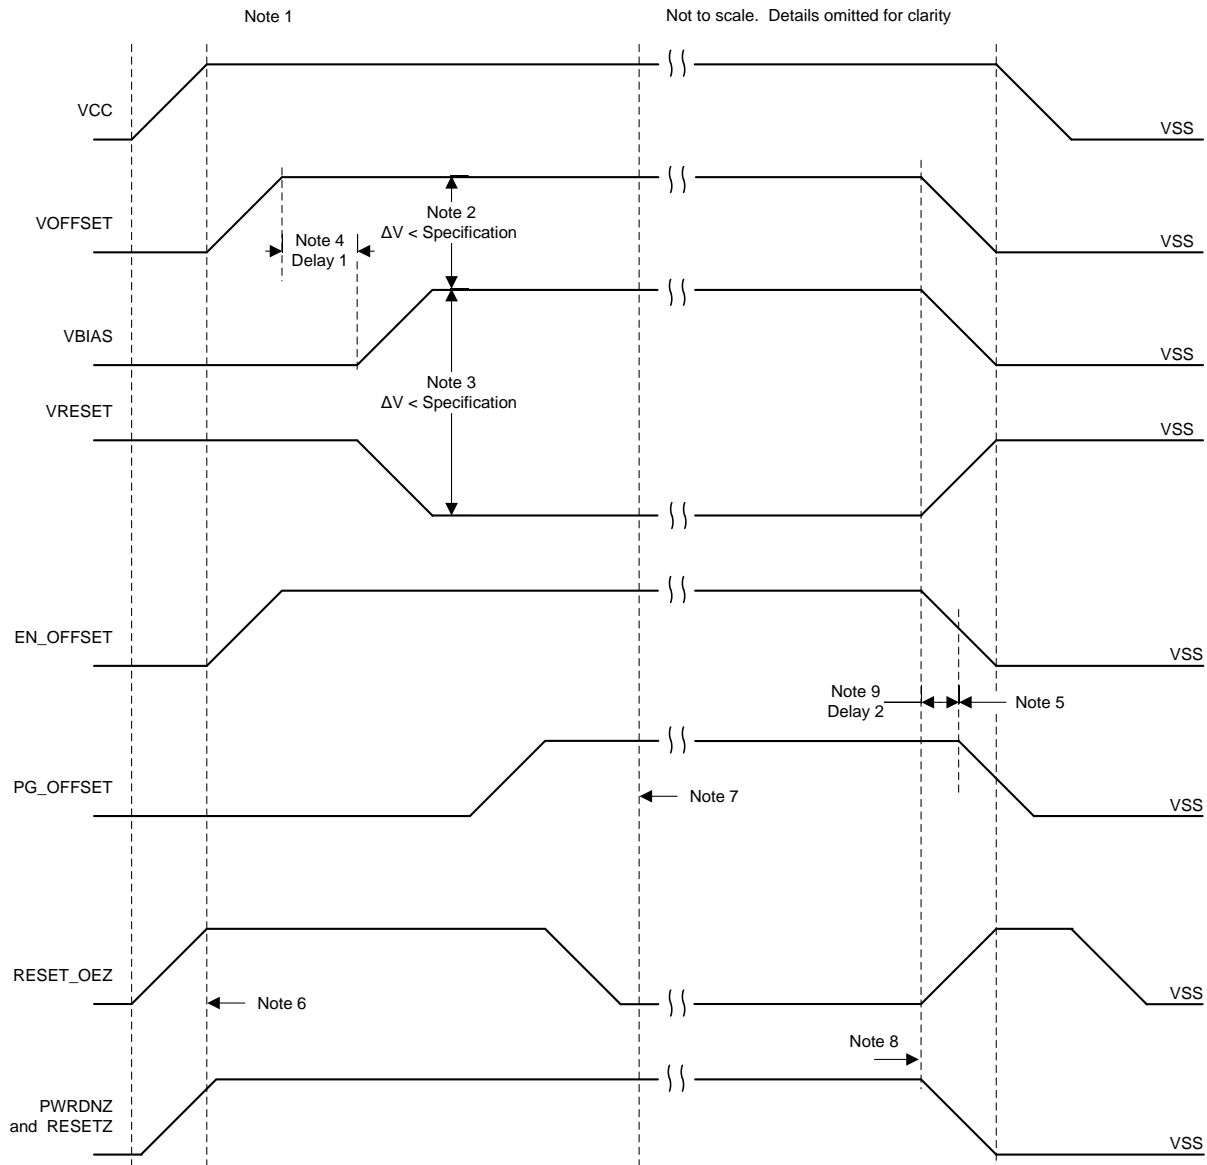 Note 1
Not to scale.  Details omitted for clarity
VCC
VSS
VOFFSET
Note 4
Delay 1
Note 2
ΔV < Specification
VSS
VBIAS
VSS
Note 3
ΔV < Specification
VRESET
VSS
EN_OFFSET
VSS
Note 9
Delay 2
Note 5
PG_OFFSET
Note 7
VSS
RESET_OEZ
Note 6
VSS
Note 8
PWRDNZ
and  RESETZ
VSS